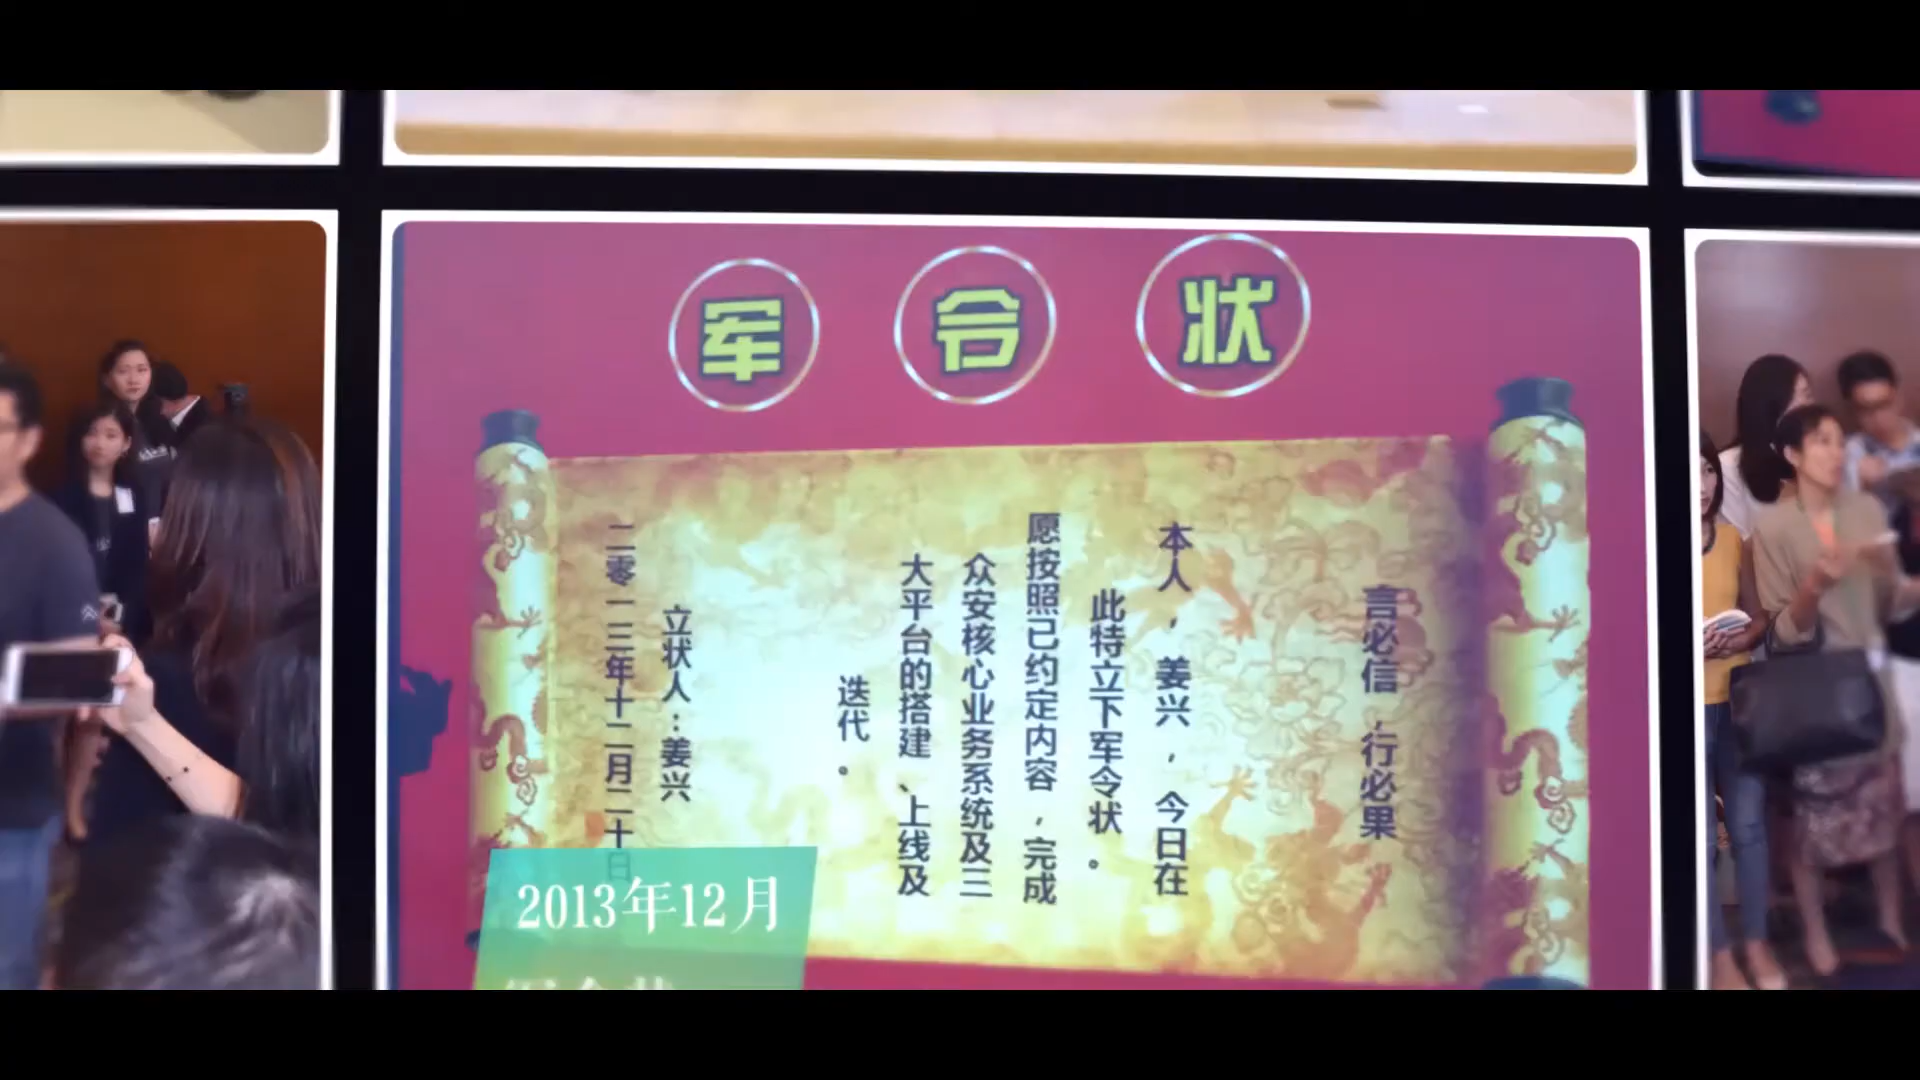 军令状
言必信,行必果
本人,姜兴,今日在
此特立下军令状。
愿按照已约定内容,完成
众安核心业务系统及三
大平台的搭建、上线及
迭代。
立状人:姜兴
二零一三年十二月二十日
2013年12月